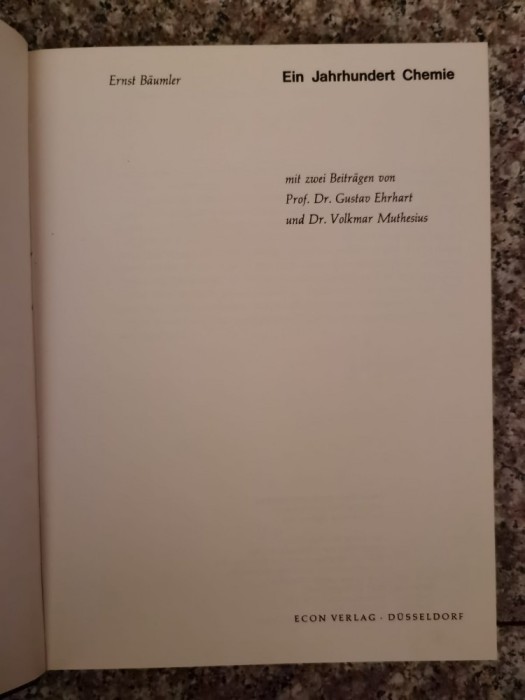 Ernst Bäumler
Ein Jahrhundert Chemie
mit zwei Beiträgen von
Prof. Dr. Gustav Ehrhart
und Dr. Volkmar Muthesius
ECON VERLAG · DÜSSELDORF